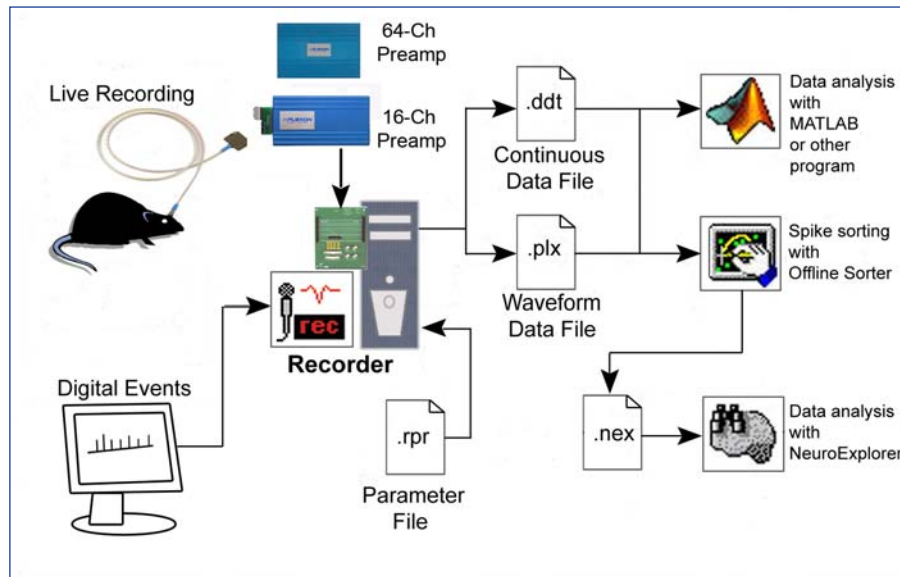 64-Ch
Preamp
Live Recording
16-Ch
Preamp
PLEXON
.ddt
Continuous
Data File
Data analysis
with
MATLAB
or other
program
.plx
Waveform
Data File
Spike sorting
with
Offline Sorter
rec
Recorder
Digital Events
.rpr
Parameter
File
.nex
Data analysis
with
NeuroExplorer